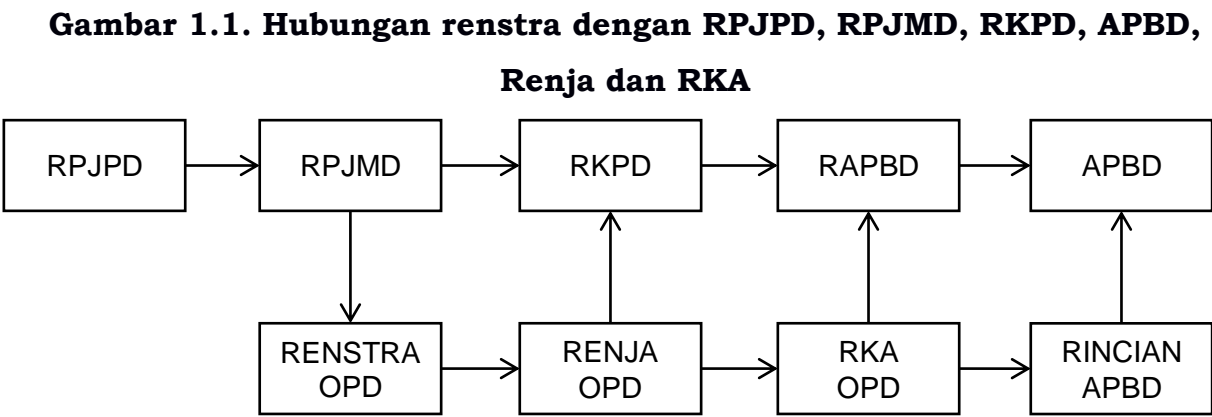 Gambar 1.1. Hubungan renstra dengan RPJPD, RPJMD, RKPD, APBD,
Renja dan RKA
RPJPD
RPJMD
RKPD
RAPBD
APBD
RENSTRA
OPD
RENJA
OPD
RKA
OPD
RINCIAN
APBD